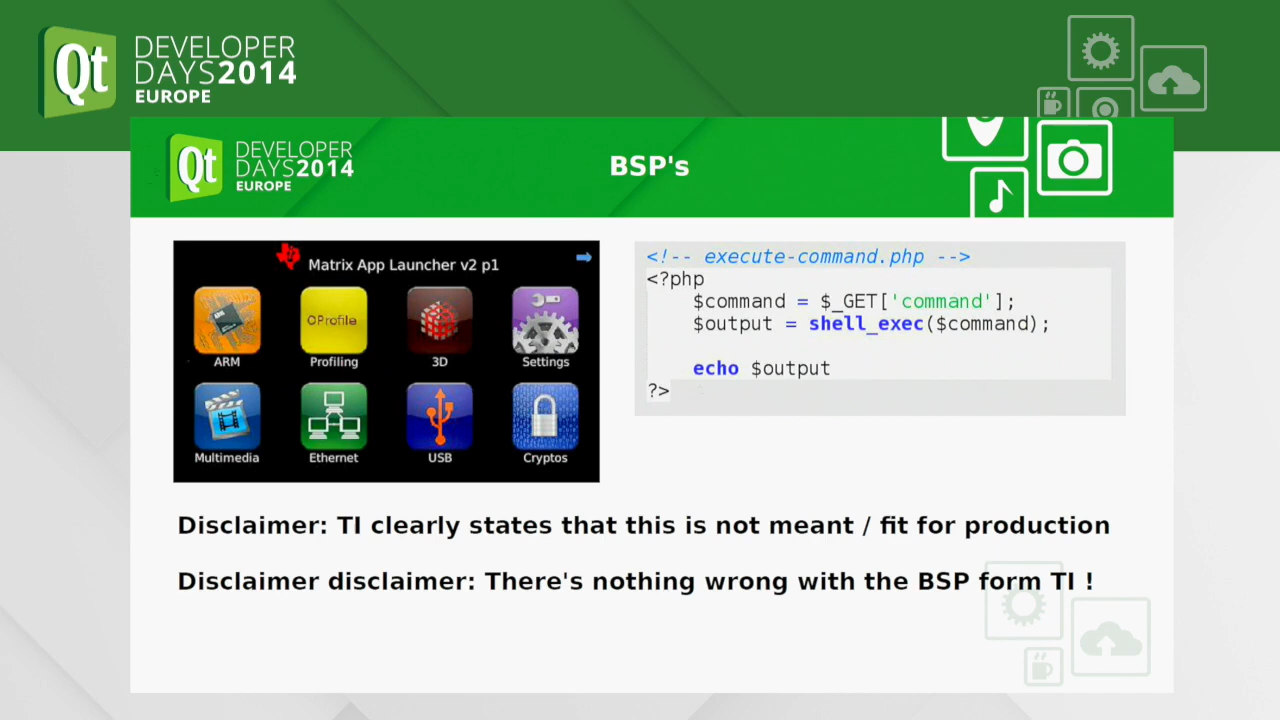 Qt DEVELOPER
DAYS2014
EUROPE
Qt DEVELOPER
DAYS2014
EUROPE
BSP's
Matrix App Launcher v2 p1
OProfile
ARM Profiling 3D Settings
Multimedia Ethernet USB Cryptos
<!-- execute-command.php -->
<?php
$command = $_GET['command'];
$output = shell_exec($command);
echo $output
?>
Disclaimer: TI clearly states that this is not meant / fit for production
Disclaimer disclaimer: There's nothing wrong with the BSP form TI !